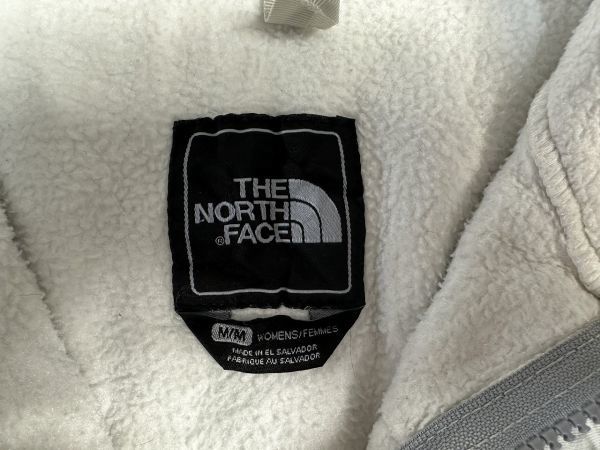 THE
NORTH
® FACE
M/M WOMENS/FEMMES
MADE IN EL SALVADOR
FABRIQUE AU SALVADOR